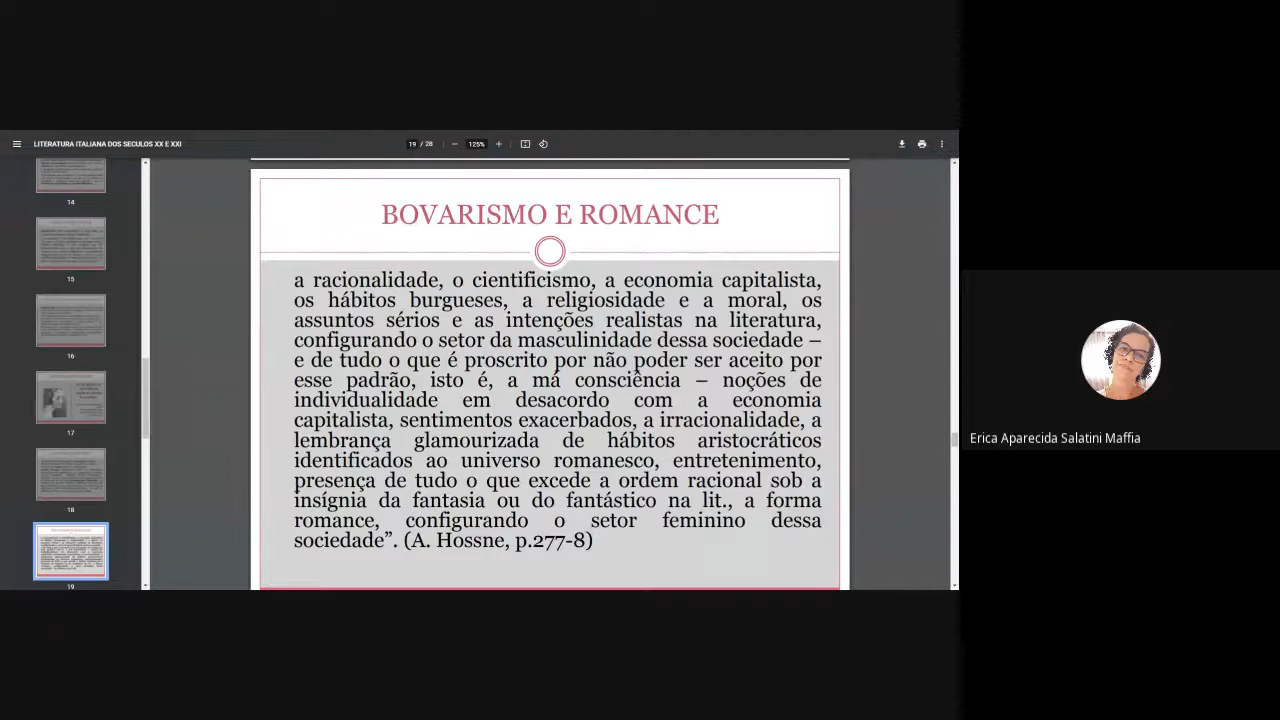 LITERATURA ITALIANA DOS SECULOS XX E XXI
19 / 28
125%
14
15
16
17
18
19
BOVARISMO E ROMANCE
a racionalidade, o cientificismo, a economia capitalista,
os hábitos burgueses, a religiosidade e a moral, os
assuntos sérios e as intenções realistas na literatura,
configurando o setor da masculinidade dessa sociedade –
e de tudo o que é proscrito por não poder ser aceito por
esse padrão, isto é, a má consciência – noções de
individualidade em desacordo com a economia
capitalista, sentimentos exacerbados, a irracionalidade, a
lembrança glamourizada de hábitos aristocráticos
identificados ao universo romanesco, entretenimento,
presença de tudo o que excede a ordem racional sob a
insígnia da fantasia ou do fantástico na lit., a forma
romance, configurando o setor feminino dessa
sociedade”. (A. Hossne, p.277-8)
Erica Aparecida Salatini Maffia